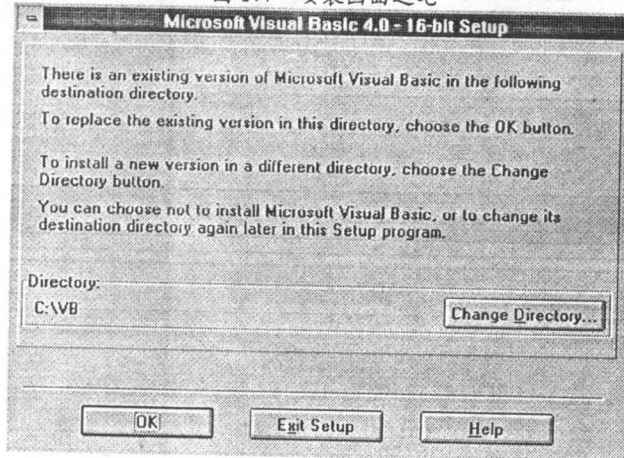 Microsoft Visual Basic 4.0 - 16-bit Setup
There is an existing version of Microsoft Visual Basic in the following
destination directory.
To replace the existing version in this directory, choose the OK button.
To install a new version in a different directory, choose the Change
Directory button.
You can choose not to install Microsoft Visual Basic, or to change its
destination directory again later in this Setup program.
Directory:
C:\VB
Change Directory...
OK
Exit Setup
Help